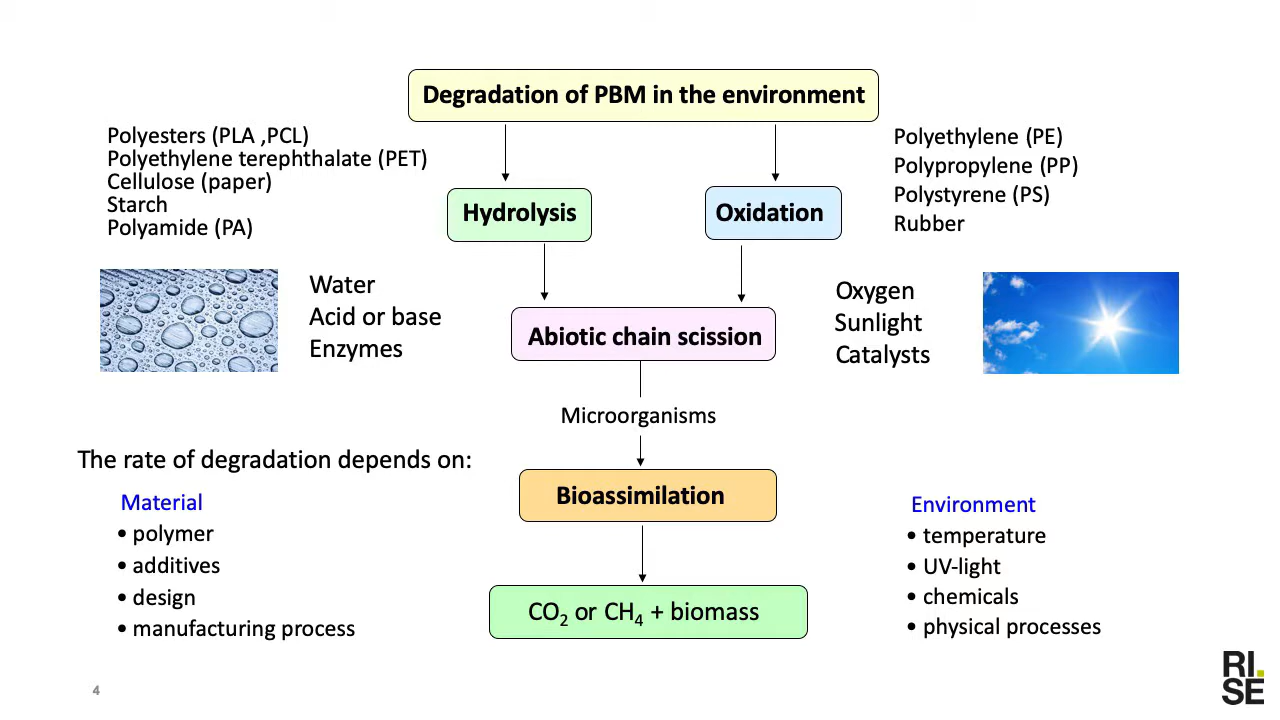 Degradation of PBM in the environment
Polyesters (PLA ,PCL)
Polyethylene terephthalate (PET)
Cellulose (paper)
Starch
Polyamide (PA)
Polyethylene (PE)
Polypropylene (PP)
Polystyrene (PS)
Rubber
Hydrolysis
Oxidation
Water
Acid or base
Enzymes
Oxygen
Sunlight
Catalysts
Abiotic chain scission
Microorganisms
The rate of degradation depends on:
Bioassimilation
Material
• polymer
• additives
• design
• manufacturing process
Environment
• temperature
• UV-light
• chemicals
• physical processes
CO₂ or CH₄ + biomass
4
RI.
SE